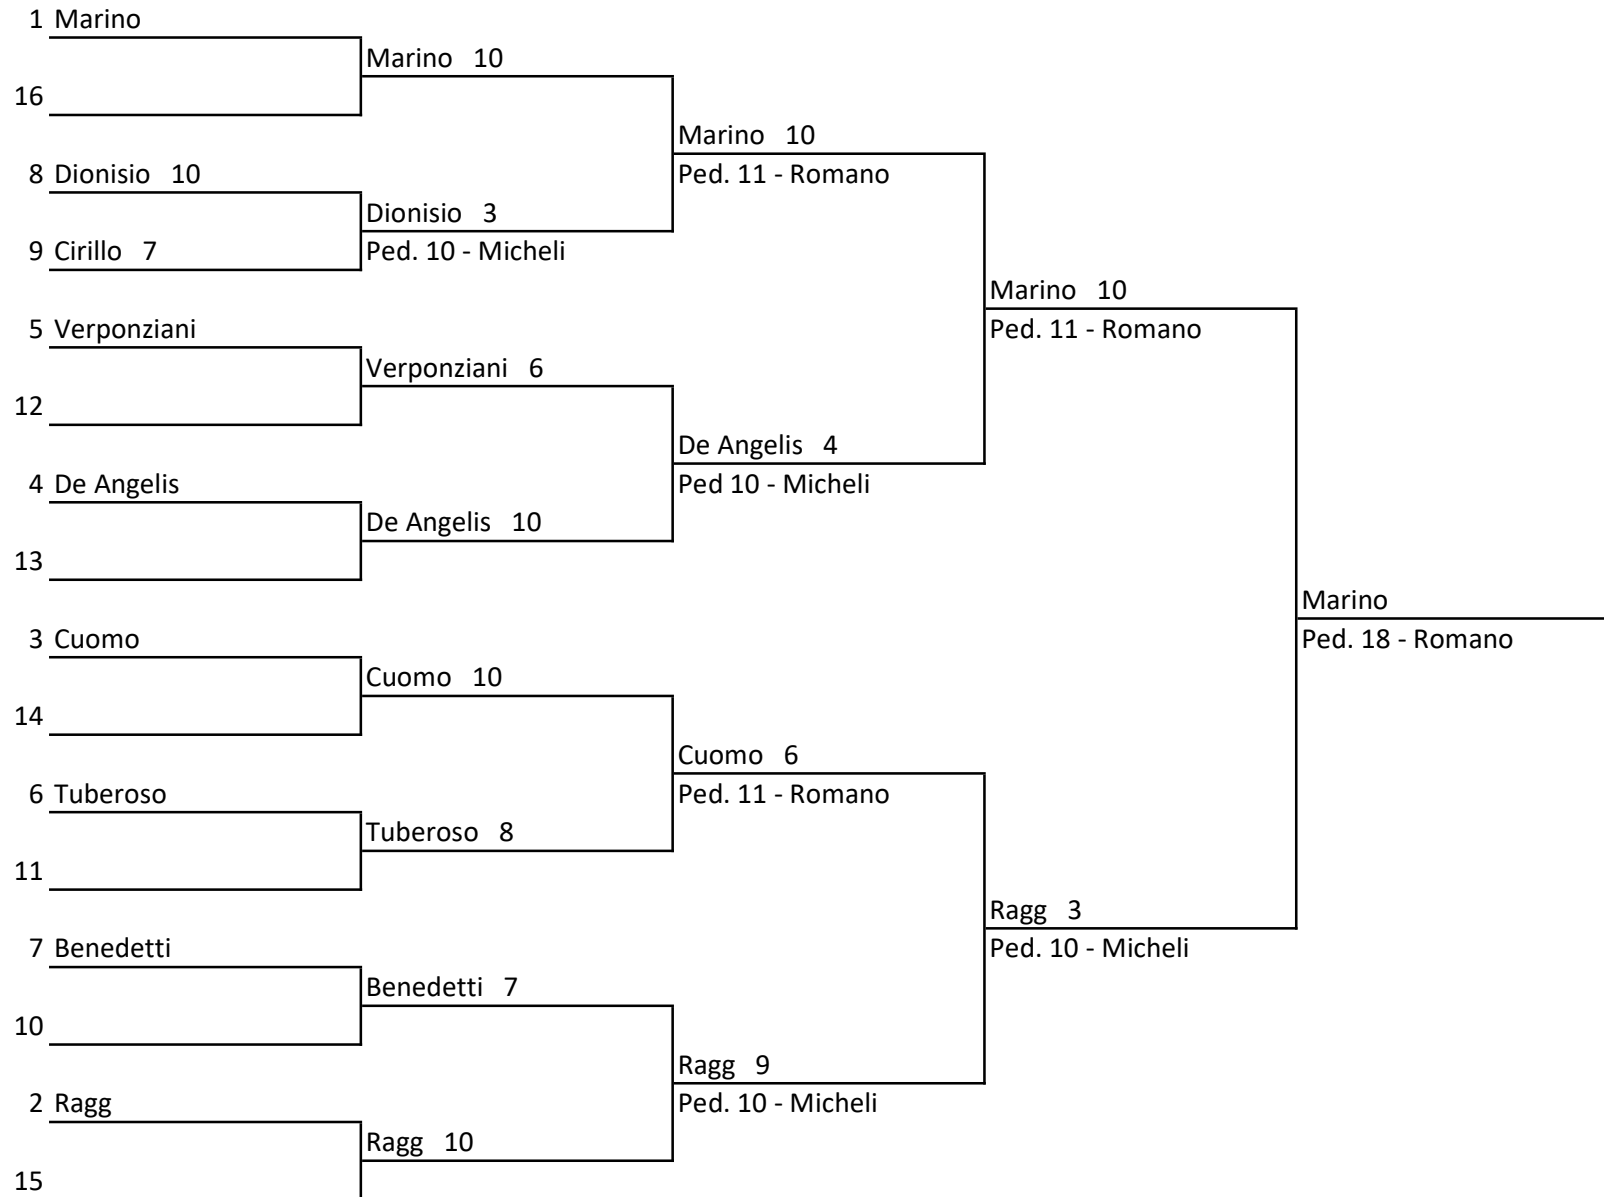 1 Marino
Marino 10
16
Marino 10
8 Dionisio 10
Ped. 11 - Romano
Dionisio 3
9 Cirillo 7
Ped. 10 - Micheli
Marino 10
5 Verponziani
Ped. 11 - Romano
Verponziani 6
12
De Angelis 4
4 De Angelis
Ped 10 - Micheli
De Angelis 10
13
Marino
3 Cuomo
Ped. 18 - Romano
Cuomo 10
14
Cuomo 6
6 Tuberoso
Ped. 11 - Romano
Tuberoso 8
11
Ragg 3
7 Benedetti
Ped. 10 - Micheli
Benedetti 7
10
Ragg 9
2 Ragg
Ped. 10 - Micheli
Ragg 10
15